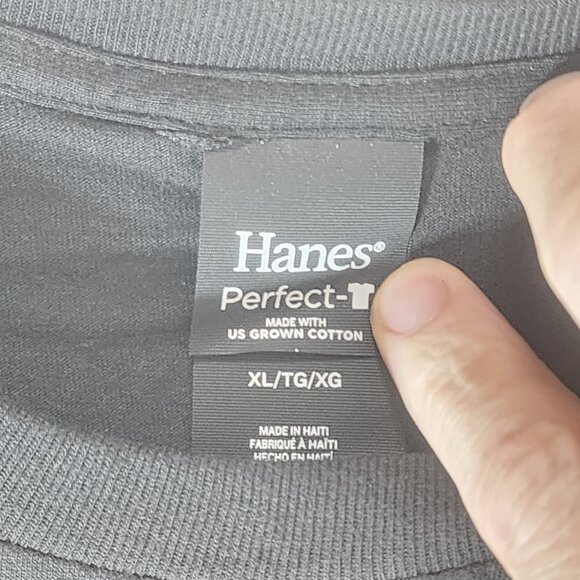 Hanes®
Perfect-
MADE WITH
US GROWN COTTON
XL/TG/XG
MADE IN HAITI
FABRIQUÉ À HAÏTI
HECHO EN HAITÍ